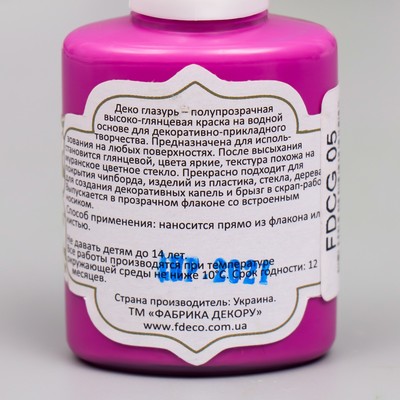 Деко глазурь – полупрозрачная
высоко-глянцевая краска на водной
основе для декоративно-прикладного
творчества. Предназначена для исполь-
зования на любых поверхностях. После высыхания
становится глянцевой, цвета яркие, текстура похожа на
муранское цветное стекло. Прекрасно подходит для
покрытия чипборда, изделий из пластика, стекла, дерева
Для создания декоративных капель и брызг в скрап-рабо
Выпускается в прозрачном флаконе со встроенным
носиком.
Способ применения: наносится прямо из флакона или
кистью.
Не давать детям до 14 лет.
Все работы производятся при температуре
окружающей среды не ниже 10°С. Срок годности: 12
месяцев.
Страна производитель: Украина.
ТМ «ФАБРИКА ДЕКОРУ»
www.fdeco.com.ua
FDCG 05